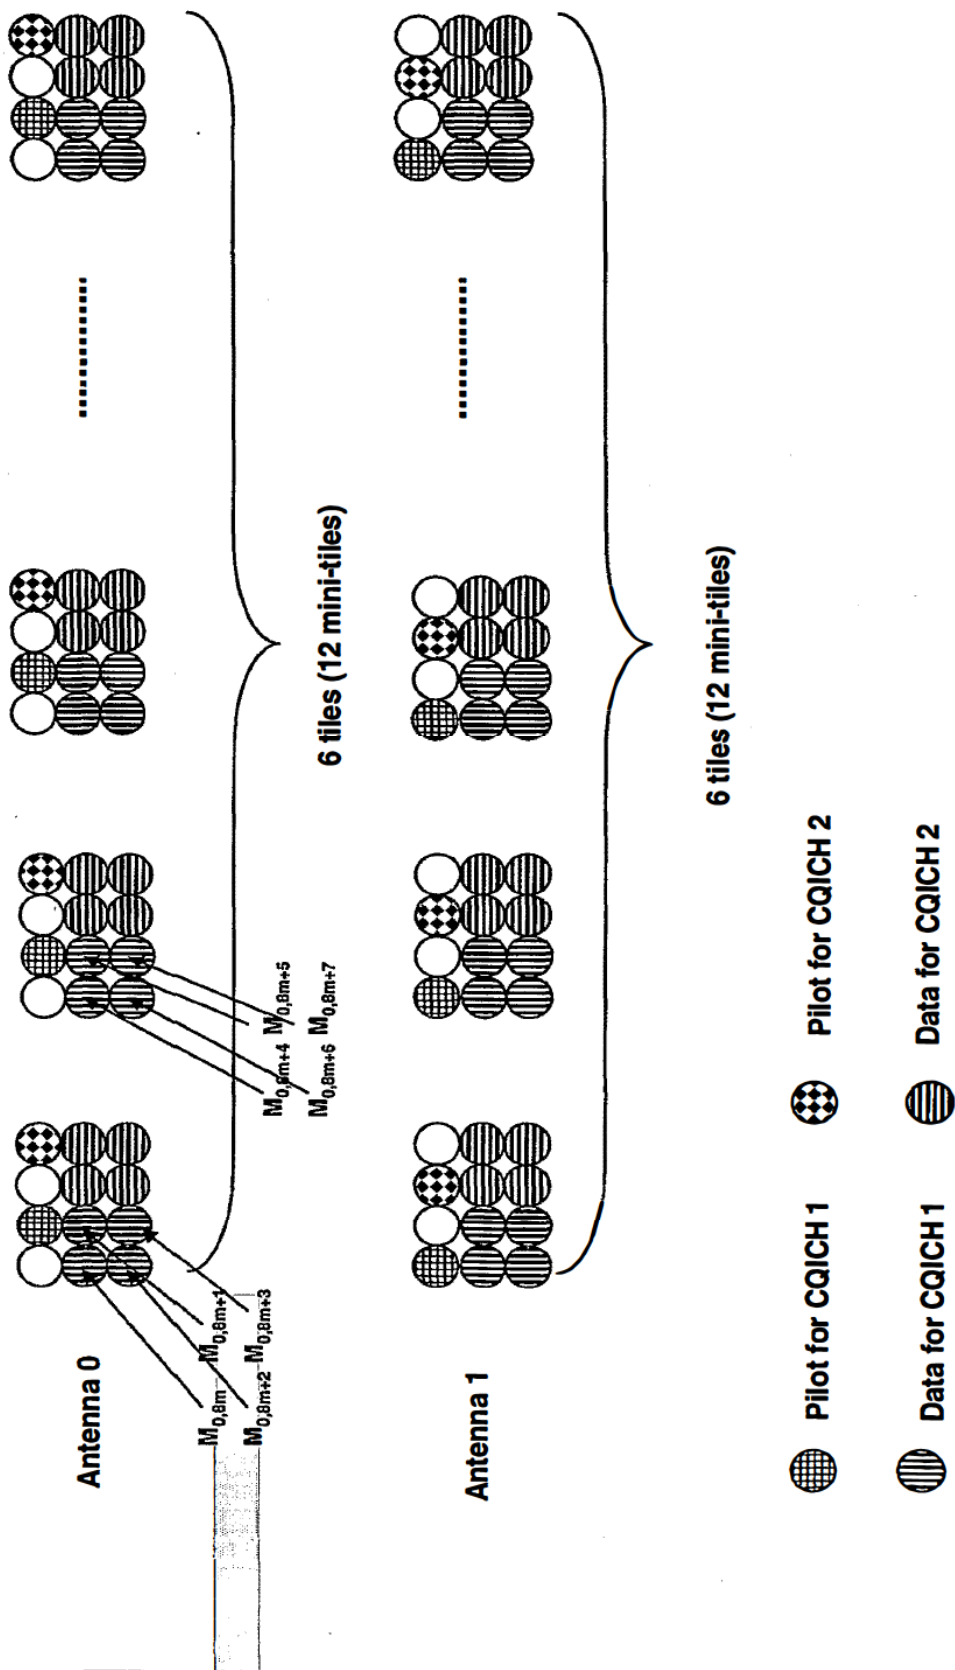 Antenna 0
M0,8m M0,8m+1
M0,8m+2 M0,8m+3
M0,8m+4 M0,8m+5
M0,8m+6 M0,8m+7
6 tiles (12 mini-tiles)
Antenna 1
6 tiles (12 mini-tiles)
Pilot for CQICH 1
Pilot for CQICH 2
Data for CQICH 1
Data for CQICH 2